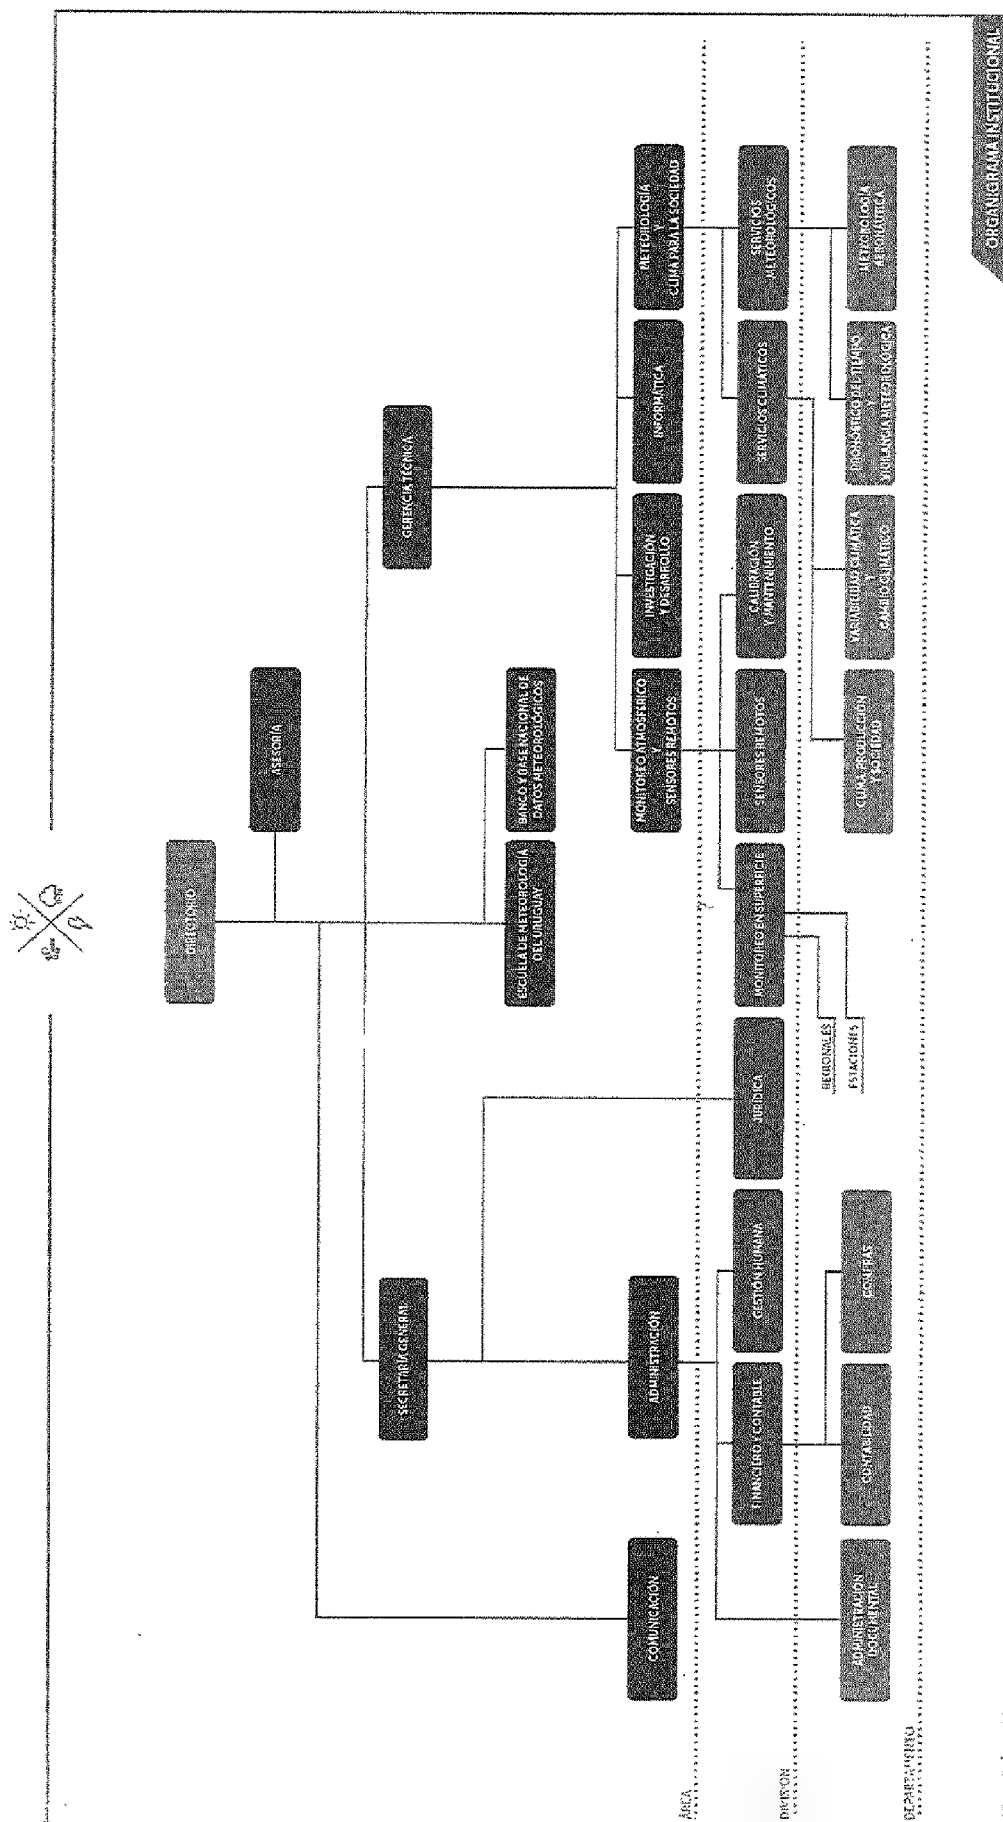 DIRECTORIO
ASESORÍA
SECRETARÍA GENERAL
GERENCIA TÉCNICA
ESCUELA DE METEOROLOGÍA
DEL URUGUAY
BANCO Y BASE NACIONAL DE
DATOS METEOROLÓGICOS
COMUNICACIÓN
ADMINISTRACIÓN
MONITOREO ATMOSFÉRICO
Y
SENSORES REMOTOS
INVESTIGACIÓN
Y DESARROLLO
INFORMÁTICA
METEOROLOGÍA
Y
CLIMA PARA LA SOCIEDAD
ÁREA
FINANCIERO Y CONTABLE
GESTIÓN HUMANA
JURÍDICA
MONITOREO EN SUPERFICIE
SENSORES REMOTOS
CALIBRACIÓN
Y MANTENIMIENTO
SERVICIOS CLIMÁTICOS
SERVICIOS
METEOROLÓGICOS
DIVISIÓN
REGIONALES
ESTACIONES
ADMINISTRACIÓN
DOCUMENTAL
CONTABILIDAD
COMPRAS
CLIMA PRODUCCIÓN
Y SOCIEDAD
VARIABILIDAD CLIMÁTICA
Y
CAMBIO CLIMÁTICO
PRONÓSTICO DEL TIEMPO
Y
VIGILANCIA METEOROLÓGICA
METEOROLOGÍA
AERONÁUTICA
DEPARTAMENTO
ORGANIGRAMA INSTITUCIONAL